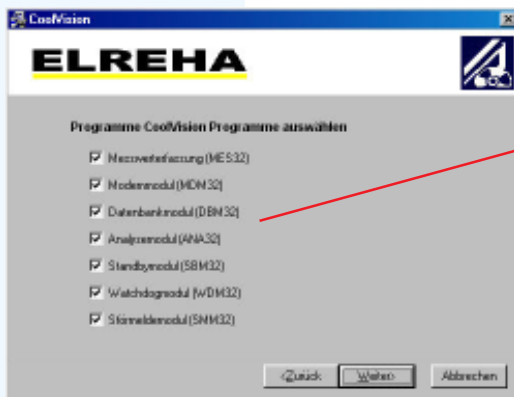 CoolVision
ELREHA
Programme CoolVision Programme auswählen
Messwerterfassung (MES32)
Modemmodul (MDM32)
Datenbankmodul (DBM32)
Analysemodul (ANA32)
Standbymodul (SBM32)
Watchdogmodul (WDM32)
Störmeldemodul (SMM32)
<Zurück Weiter> Abbrechen